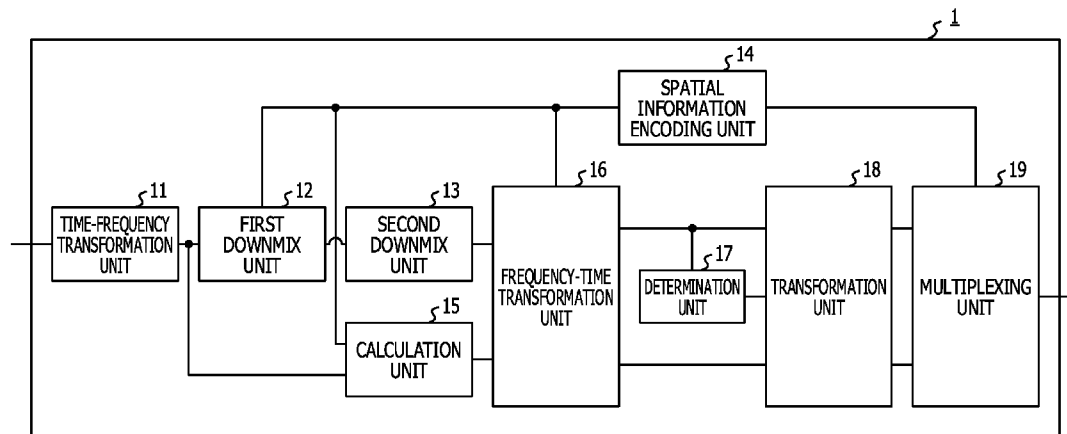 1
14
SPATIAL
INFORMATION
ENCODING UNIT
11
TIME-FREQUENCY
TRANSFORMATION
UNIT
12
FIRST
DOWNMIX
UNIT
13
SECOND
DOWNMIX
UNIT
16
FREQUENCY-TIME
TRANSFORMATION
UNIT
17
DETERMINATION
UNIT
18
TRANSFORMATION
UNIT
19
MULTIPLEXING
UNIT
15
CALCULATION
UNIT